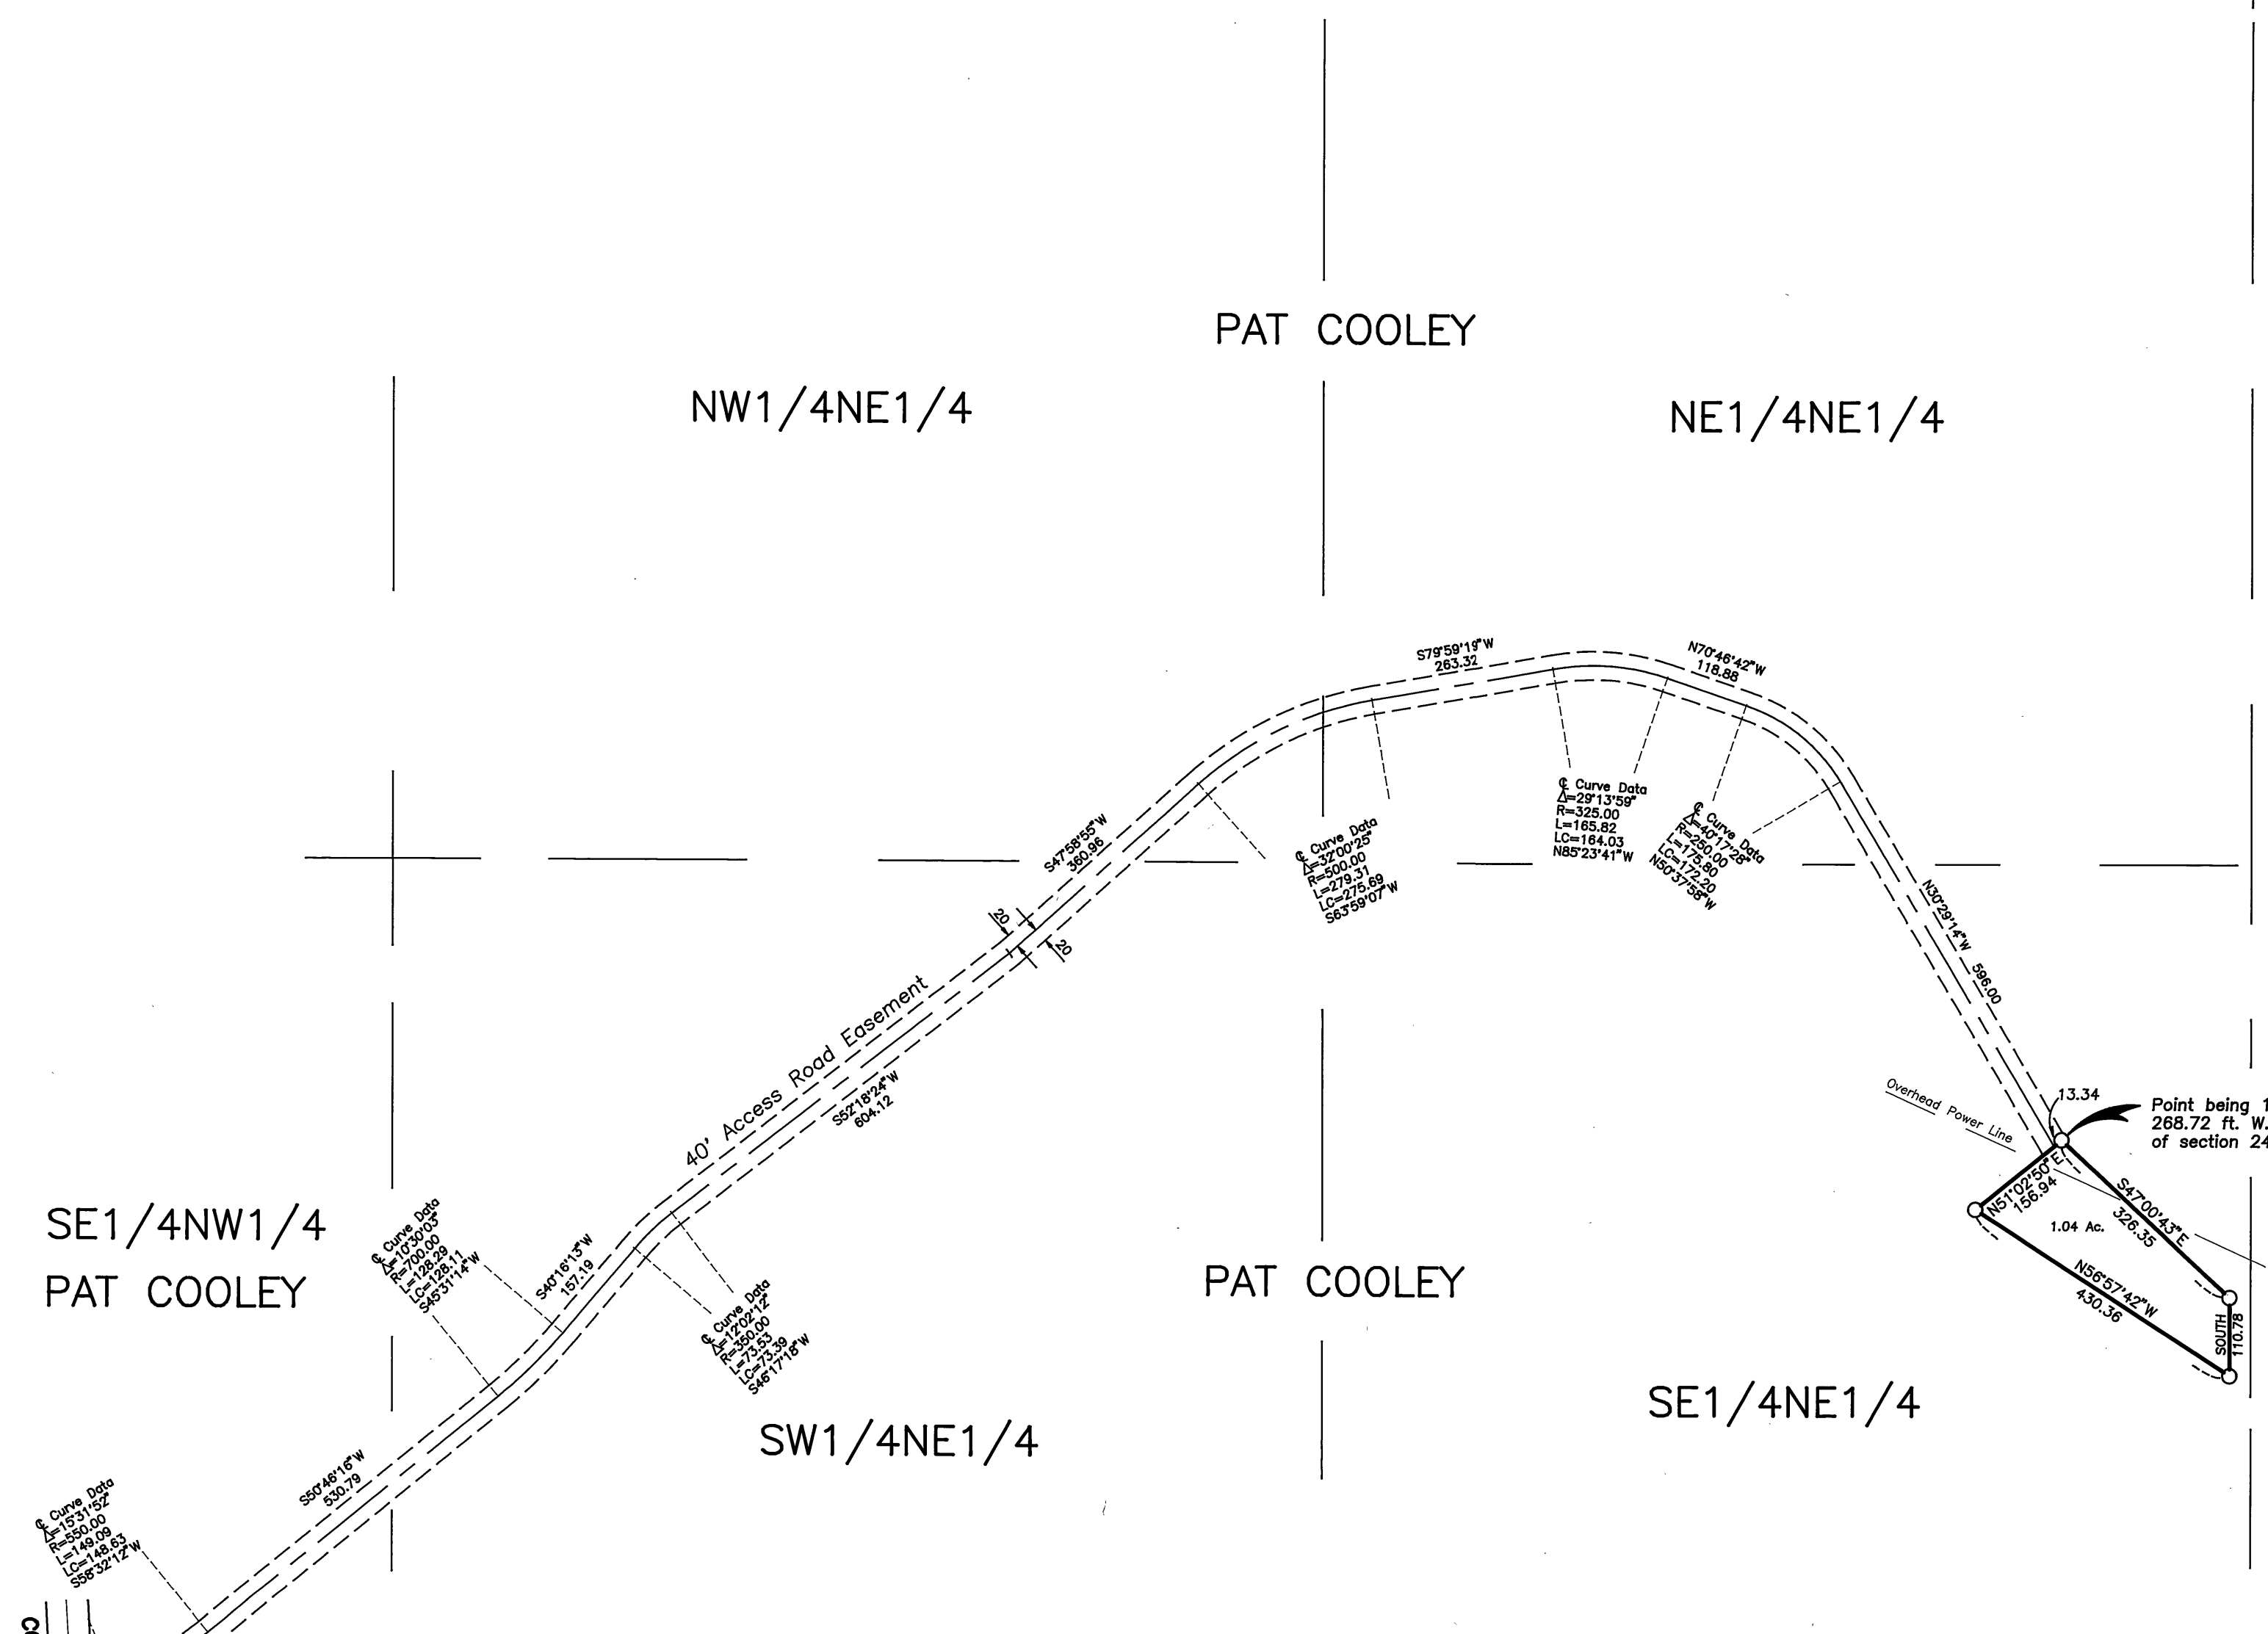 PAT COOLEY
NW1/4NE1/4
NE1/4NE1/4
S79°59'19"W
263.32
N70°46'42"W
118.88
℄ Curve Data
Δ=29°13'59"
R=325.00
L=165.82
LC=164.03
N85°23'41"W
℄ Curve Data
Δ=40°17'28"
R=250.00
L=175.80
LC=172.20
N50°37'58"W
℄ Curve Data
Δ=32°00'25"
R=500.00
L=279.31
LC=275.69
S63°59'07"W
S47°58'55"W
360.96
20
20
N30°29'14"W 596.00
40' Access Road Easement
S52°18'24"W
604.12
Overhead Power Line
13.34
Point being 1
268.72 ft. W.
of section 24
N51°02'50"E
156.94
S47°00'43"E
326.35
1.04 Ac.
N56°57'42"W
430.36
SOUTH
110.78
SE1/4NW1/4
PAT COOLEY
℄ Curve Data
Δ=10°30'03"
R=700.00
L=128.29
LC=128.11
S45°31'14"W
S40°16'13"W
157.19
℄ Curve Data
Δ=12°02'12"
R=350.00
L=73.53
LC=73.39
S46°17'18"W
PAT COOLEY
SE1/4NE1/4
SW1/4NE1/4
S50°46'16"W
530.79
℄ Curve Data
Δ=15°31'52"
R=550.00
L=149.09
LC=148.63
S58°32'12"W